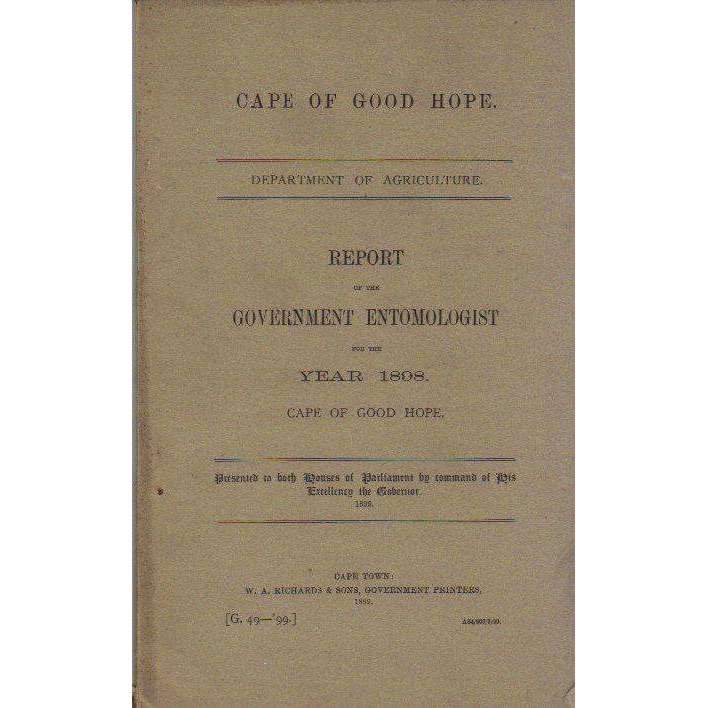 CAPE OF GOOD HOPE.
DEPARTMENT OF AGRICULTURE.
REPORT
OF THE
GOVERNMENT ENTOMOLOGIST
FOR THE
YEAR 1898.
CAPE OF GOOD HOPE.
Presented to both Houses of Parliament by command of His
Excellency the Governor.
1899.
CAPE TOWN:
W. A. RICHARDS & SONS, GOVERNMENT PRINTERS,
1899.
[G. 49—'99.]